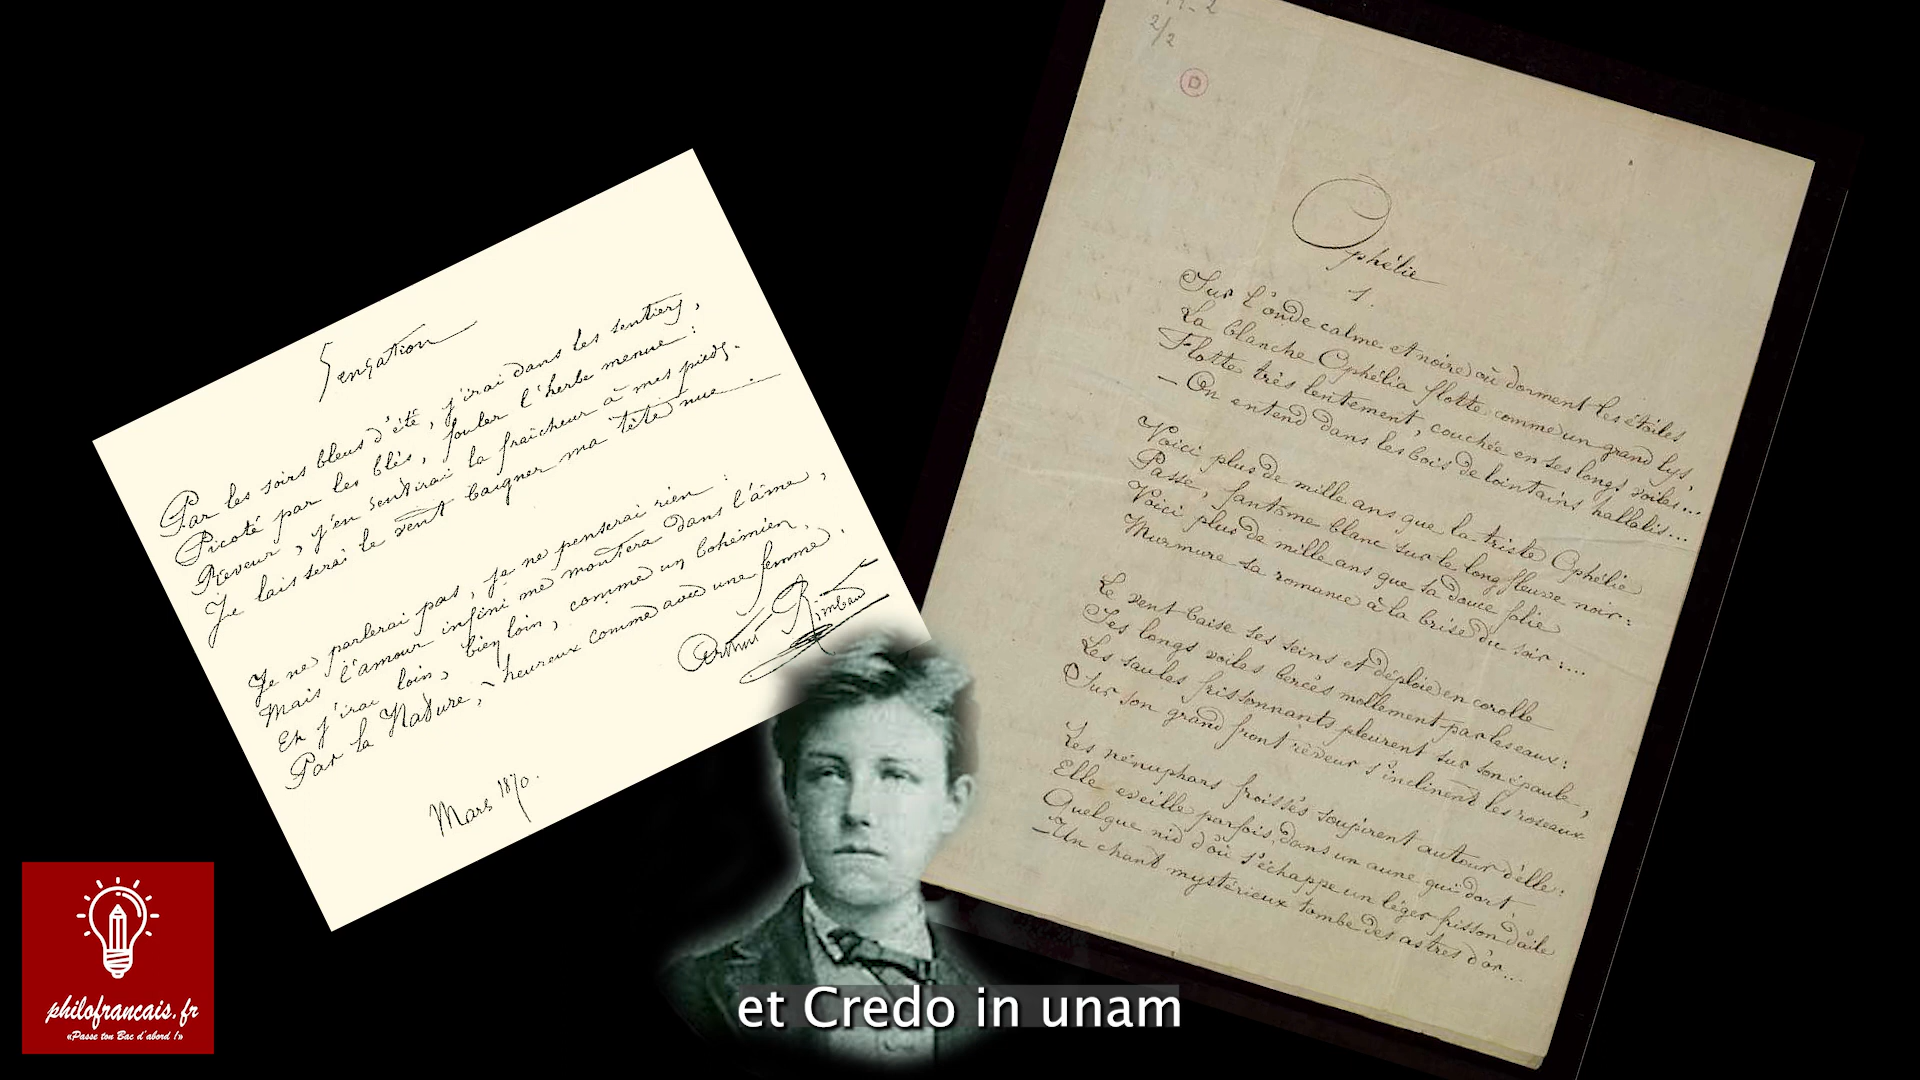 Sensation
Par les soirs bleus d'été, j'irai dans les sentiers,
Picoté par les blés, fouler l'herbe menue :
Rêveur, j'en sentirai la fraîcheur à mes pieds.
Je laisserai le vent baigner ma tête nue...
Je ne parlerai pas, je ne penserai rien :
Mais l'amour infini me montera dans l'âme,
Et j'irai loin, bien loin, comme un bohémien,
Par la Nature, - heureux comme avec une femme.
Arthur Rimbaud
Mars 1870.
2/2
D
Ophélie
1.
Sur l'onde calme et noire où dorment les étoiles
La blanche Ophélia flotte comme un grand lys,
Flotte très lentement, couchée en ses longs voiles...
- On entend dans les bois de lointains hallalis...
Voici plus de mille ans que la triste Ophélie
Passe, fantôme blanc sur le long fleuve noir :
Voici plus de mille ans que sa douce folie
Murmure sa romance à la brise du soir :...
Le vent baise ses seins et déploie en corolle
Ses longs voiles bercés mollement par les eaux :
Les saules frissonnants pleurent sur son épaule,
Sur son grand front rêveur s'inclinent les roseaux
Les nénuphars froissés soupirent autour d'elle :
Elle éveille parfois, dans un aune qui dort
Quelque nid d'où s'échappe un léger frisson d'aile
- Un chant mystérieux tombe des astres d'or...
philofrancais.fr
«Passe ton Bac d'abord !»
et Credo in unam